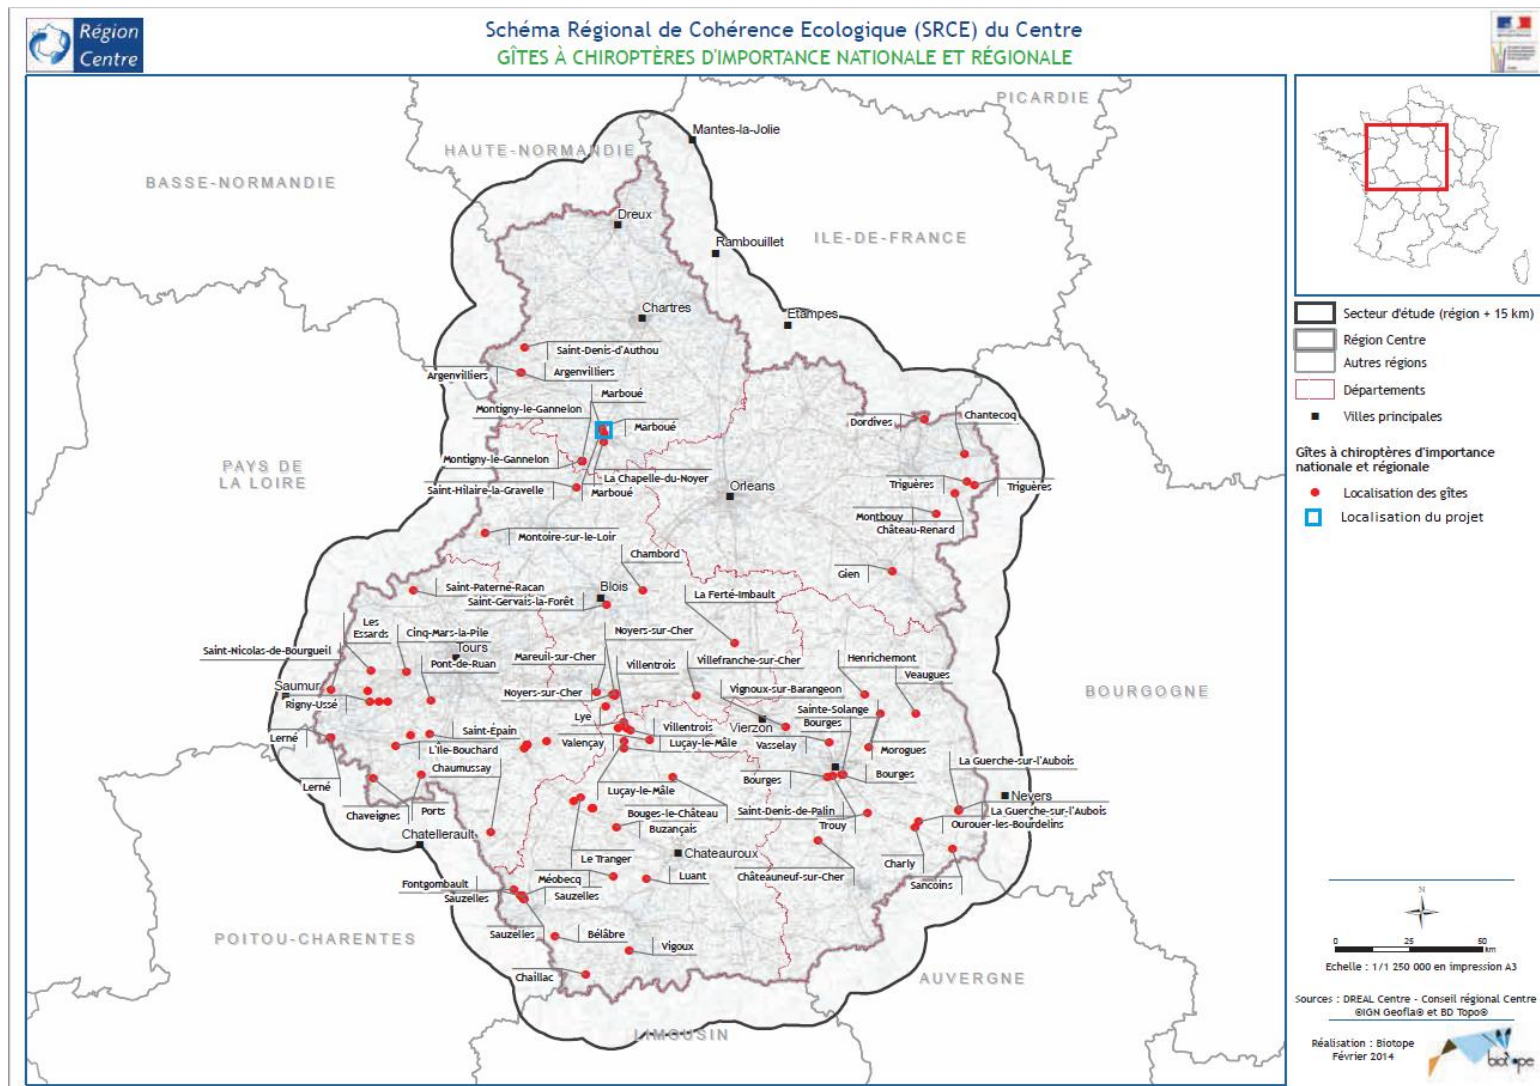 Région
Centre
Schéma Régional de Cohérence Ecologique (SRCE) du Centre
GÎTES À CHIROPTÈRES D'IMPORTANCE NATIONALE ET RÉGIONALE
PICARDIE
Mantes-la-Jolie
HAUTE-NORMANDIE
BASSE-NORMANDIE
Dreux
ILE-DE-FRANCE
Rambouillet
Chartres
Etampes
Saint-Denis-d'Authou
Argenvilliers
Argenvilliers
Marboué
Montigny-le-Gannelon
Marboué
Dordives
Chantecoq
Montigny-le-Gannelon
PAYS DE
LA LOIRE
La Chapelle-du-Noyer
Saint-Hilaire-la-Gravelle
Marboué
Orleans
Triguères
Triguères
Montbouy
Château-Renard
Montoire-sur-le-Loir
Chambord
Gien
Saint-Paterne-Racan
Blois
Saint-Gervais-la-Forêt
La Ferté-Imbault
Les
Essards
Cinq-Mars-la-Pile
Noyers-sur-Cher
Saint-Nicolas-de-Bourgueil
Tours
Mareuil-sur-Cher
Villentrois
Villefranche-sur-Cher
Henrichemont
Pont-de-Ruan
Veaugues
Saumur
Rigny-Ussé
Noyers-sur-Cher
Vignoux-sur-Barangeon
BOURGOGNE
Lye
Sainte-Solange
Lerné
Saint-Épain
Villentrois
Vierzon
Bourges
L'Île-Bouchard
Valençay
Luçay-le-Mâle
Vasselay
Morogues
Chaumussay
La Guerche-sur-l'Aubois
Lerné
Luçay-le-Mâle
Bourges
Bourges
Nevers
Chaveignes
Ports
Bouges-le-Château
Saint-Denis-de-Palin
La Guerche-sur-l'Aubois
Buzançais
Trouy
Ourouer-les-Bourdelins
Chatellerault
Le Tranger
Chateauroux
Charly
Méobecq
Luant
Châteauneuf-sur-Cher
Sancoins
Fontgombault
Sauzelles
Sauzelles
Sauzelles
Bélâbre
POITOU-CHARENTES
Vigoux
Chaillac
AUVERGNE
LIMOUSIN
Secteur d'étude (région + 15 km)
Région Centre
Autres régions
Départements
Villes principales
Gîtes à chiroptères d'importance
nationale et régionale
Localisation des gîtes
Localisation du projet
N
0 25 50
km
Echelle : 1/1 250 000 en impression A3
Sources : DREAL Centre - Conseil régional Centre
©IGN Geofla® et BD Topo®
Réalisation : Biotope
Février 2014
biotope